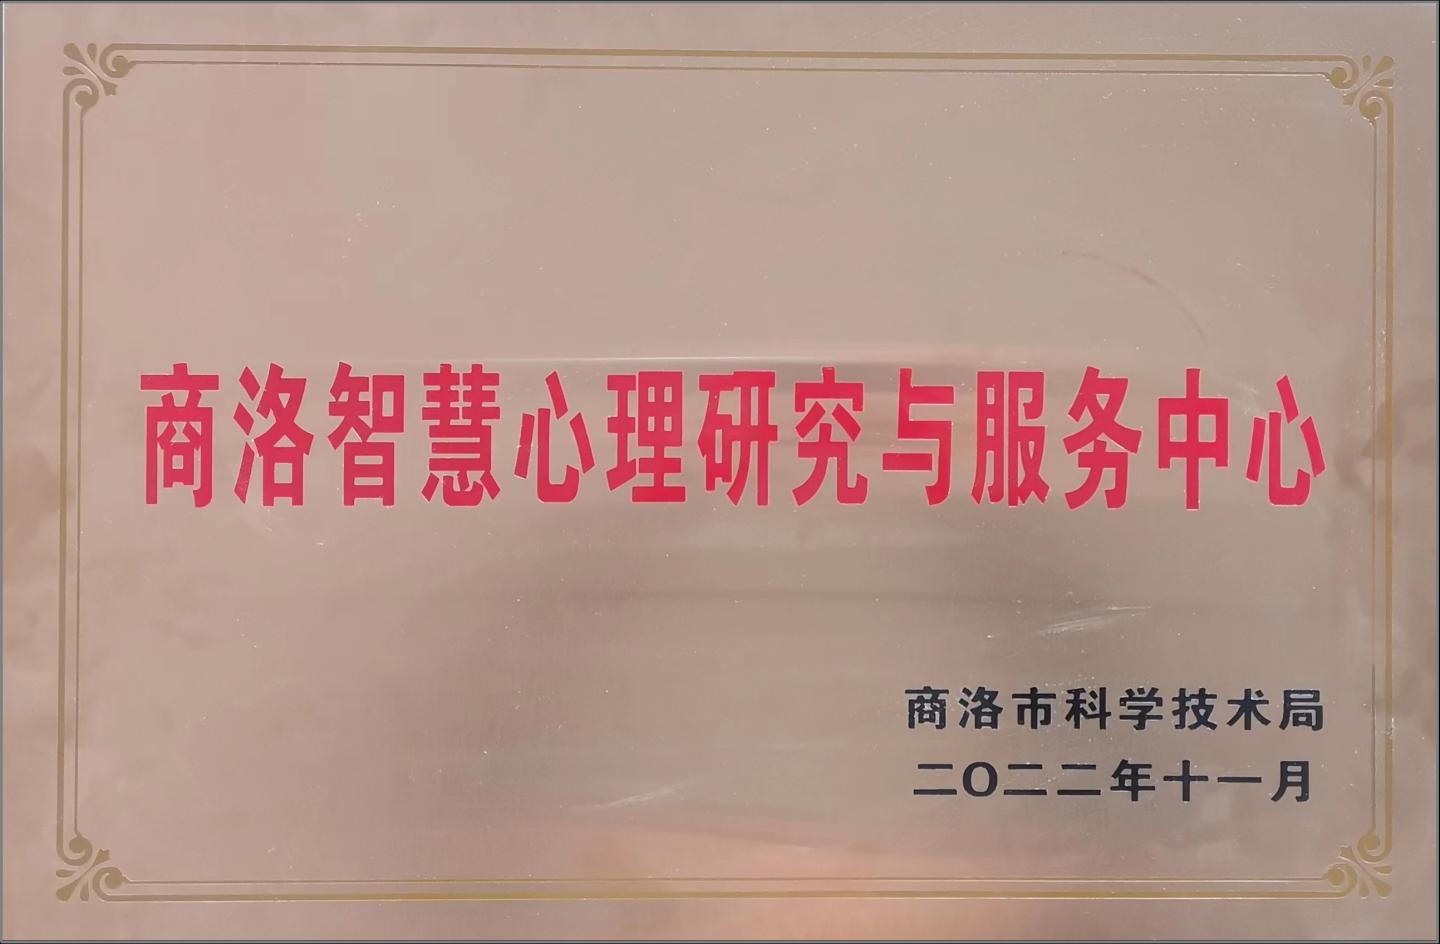 商洛智慧心理研究与服务中心
商洛市科学技术局
二〇二二年十一月